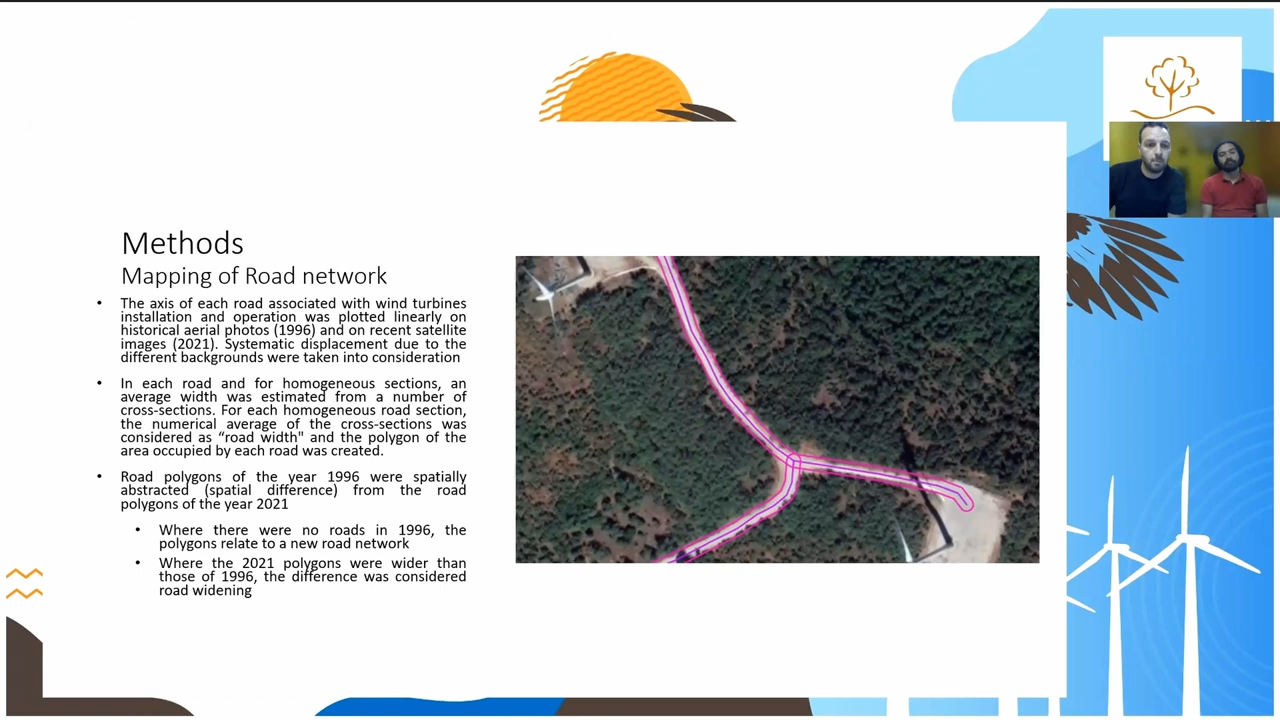 Methods
Mapping of Road network
• The axis of each road associated with wind turbines
installation and operation was plotted linearly on
historical aerial photos (1996) and on recent satellite
images (2021). Systematic displacement due to the
different backgrounds were taken into consideration
• In each road and for homogeneous sections, an
average width was estimated from a number of
cross-sections. For each homogeneous road section,
the numerical average of the cross-sections was
considered as “road width" and the polygon of the
area occupied by each road was created.
• Road polygons of the year 1996 were spatially
abstracted (spatial difference) from the road
polygons of the year 2021
• Where there were no roads in 1996, the
polygons relate to a new road network
• Where the 2021 polygons were wider than
those of 1996, the difference was considered
road widening